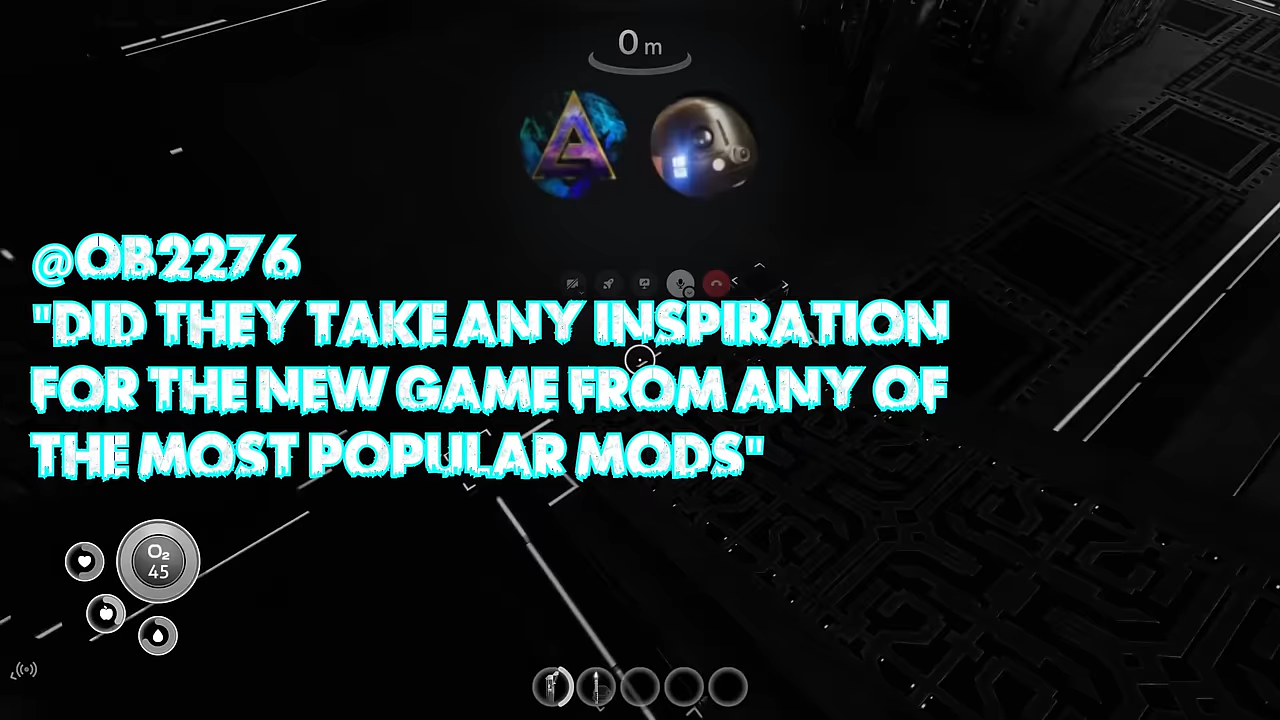 0 m
@OB2276
"DID THEY TAKE ANY INSPIRATION
FOR THE NEW GAME FROM ANY OF
THE MOST POPULAR MODS"
O₂
45